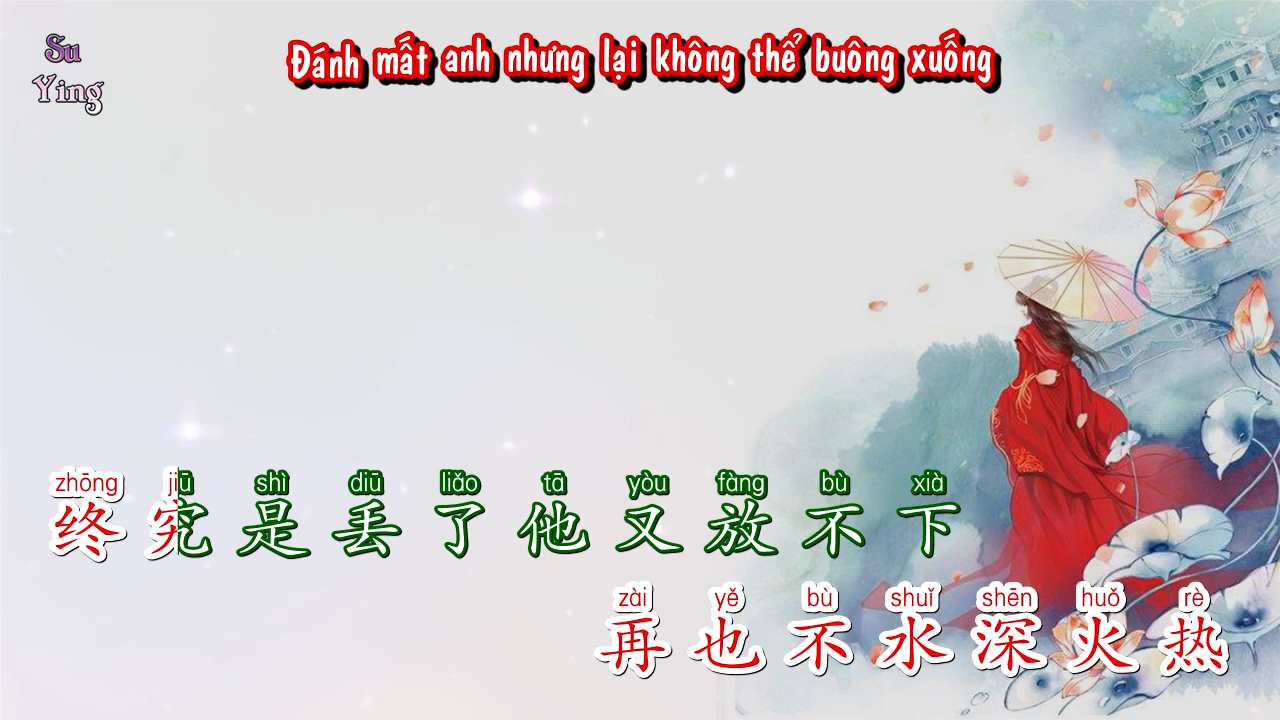 Su
Ying
Đánh mất anh nhưng lại không thể buông xuống
zhōng jiū shì diū liǎo tā yòu fàng bù xià
终究是丢了他又放不下
zài yě bù shuǐ shēn huǒ rè
再也不水深火热